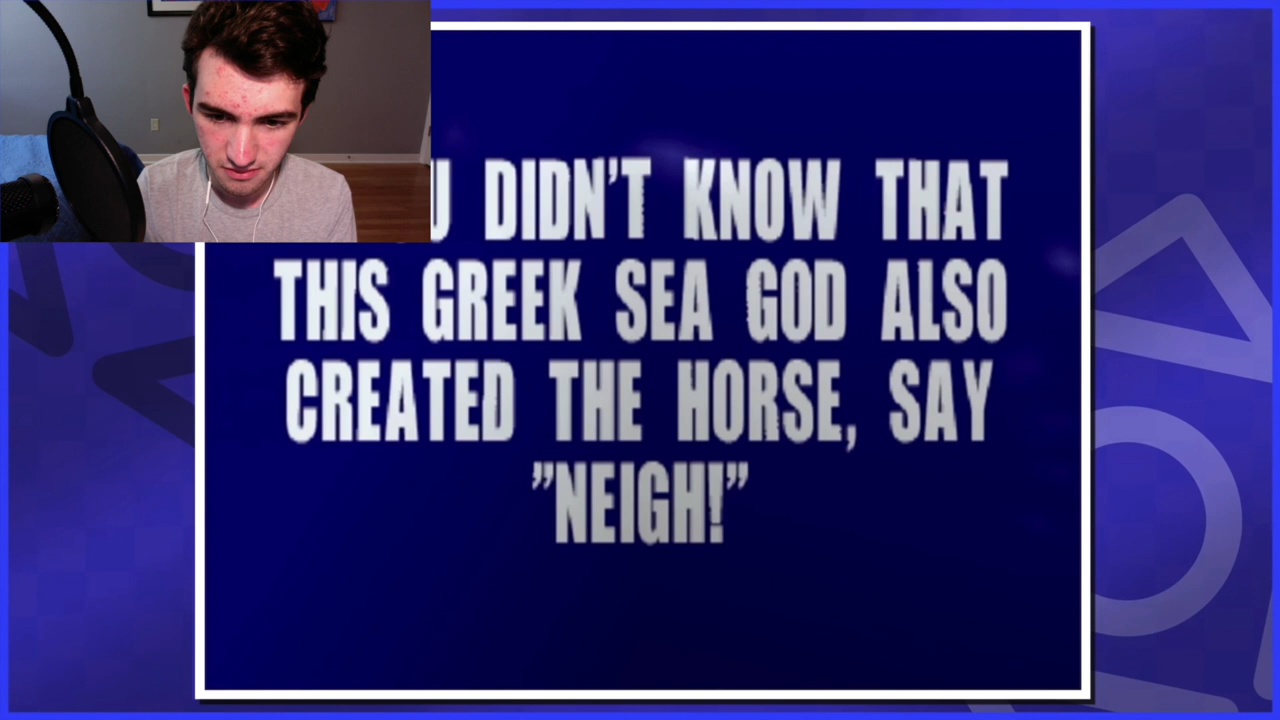 DIDN'T KNOW THAT
THIS GREEK SEA GOD ALSO
CREATED THE HORSE, SAY
"NEIGH!"